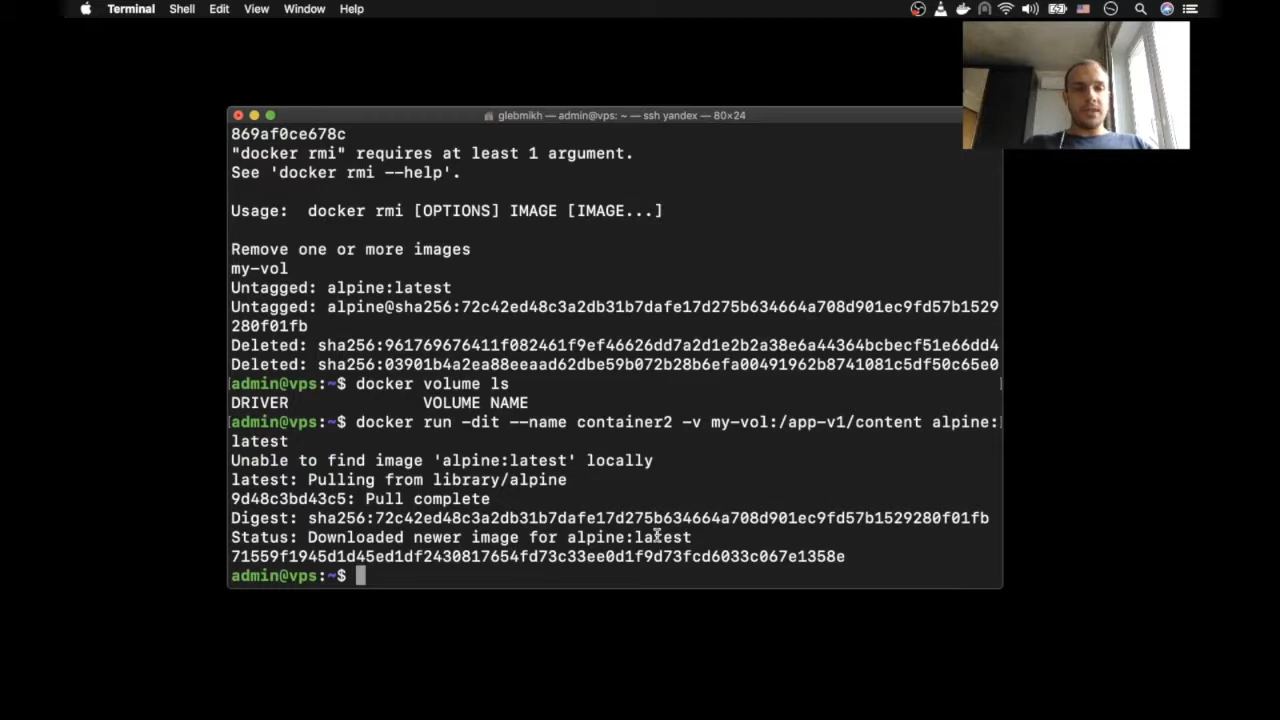 Terminal Shell Edit View Window Help
glebmikh — admin@vps: ~ — ssh yandex — 80×24
869af0ce678c
"docker rmi" requires at least 1 argument.
See 'docker rmi --help'.
Usage:  docker rmi [OPTIONS] IMAGE [IMAGE...]
Remove one or more images
my-vol
Untagged: alpine:latest
Untagged: alpine@sha256:72c42ed48c3a2db31b7dafe17d275b634664a708d901ec9fd57b1529
280f01fb
Deleted: sha256:961769676411f082461f9ef46626dd7a2d1e2b2a38e6a44364bcbecf51e66dd4
Deleted: sha256:03901b4a2ea88eeaad62dbe59b072b28b6efa00491962b8741081c5df50c65e0
admin@vps:~$ docker volume ls
DRIVER              VOLUME NAME
admin@vps:~$ docker run -dit --name container2 -v my-vol:/app-v1/content alpine:
latest
Unable to find image 'alpine:latest' locally
latest: Pulling from library/alpine
9d48c3bd43c5: Pull complete
Digest: sha256:72c42ed48c3a2db31b7dafe17d275b634664a708d901ec9fd57b1529280f01fb
Status: Downloaded newer image for alpine:latest
71559f1945d1d45ed1df2430817654fd73c33ee0d1f9d73fcd6033c067e1358e
admin@vps:~$